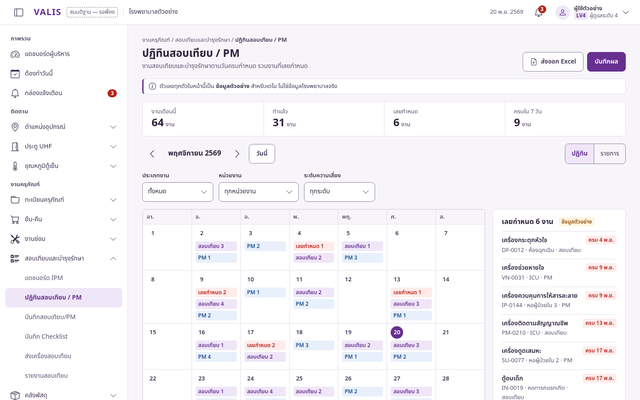 VALIS
สมมติฐาน — รอพี่คง
โรงพยาบาลตัวอย่าง
20 พ.ย. 2569
3
ผู้ใช้ตัวอย่าง
LV4 ผู้ดูแลระดับ 4
ภาพรวม
แดชบอร์ดผู้บริหาร
ต้องทำวันนี้
กล่องแจ้งเตือน
3
ติดตาม
ตำแหน่งอุปกรณ์
ประตู UHF
อุณหภูมิตู้เย็น
งานครุภัณฑ์
ทะเบียนครุภัณฑ์
ยืม-คืน
งานซ่อม
สอบเทียบและบำรุงรักษา
แดชบอร์ด IPM
ปฏิทินสอบเทียบ / PM
บันทึกสอบเทียบ/PM
บันทึก Checklist
ส่งเครื่องสอบเทียบ
รายงานสอบเทียบ
คลังพัสดุ
งานครุภัณฑ์ / สอบเทียบและบำรุงรักษา / ปฏิทินสอบเทียบ / PM
ปฏิทินสอบเทียบ / PM
งานสอบเทียบและบำรุงรักษาตามวันครบกำหนด รวมงานที่เลยกำหนด
ส่งออก Excel
บันทึกผล
ตัวเลขทุกตัวในหน้านี้เป็น ข้อมูลตัวอย่าง สำหรับเดโม ไม่ใช่ข้อมูลโรงพยาบาลจริง
งานเดือนนี้
64 งาน
ทำแล้ว
31 งาน
เลยกำหนด
6 งาน
ครบใน 7 วัน
9 งาน
พฤศจิกายน 2569
วันนี้
ปฏิทิน
รายการ
ประเภทงาน
ทั้งหมด
หน่วยงาน
ทุกหน่วยงาน
ระดับความเสี่ยง
ทุกระดับ
อา. จ. อ. พ. พฤ. ศ. ส.
1 2 3 4 5 6 7
สอบเทียบ 3 PM 2 เลยกำหนด 1 สอบเทียบ 1
PM 1 สอบเทียบ 2 PM 3
8 9 10 11 12 13 14
เลยกำหนด 2 PM 1 สอบเทียบ 2 เลยกำหนด 1
สอบเทียบ 4 PM 2 สอบเทียบ 3
PM 2 PM 1
15 16 17 18 19 20 21
สอบเทียบ 1 เลยกำหนด 2 PM 3 สอบเทียบ 2 สอบเทียบ 3
PM 4 สอบเทียบ 2 PM 1 PM 2
22 23 24 25 26 27 28
สอบเทียบ 3 สอบเทียบ 4 สอบเทียบ 2 PM 2 สอบเทียบ 1
เลยกำหนด 6 งาน
ข้อมูลตัวอย่าง
เครื่องกระตุกหัวใจ
ครบ 4 พ.ย.
DF-0012 · ห้องฉุกเฉิน · สอบเทียบ
เครื่องช่วยหายใจ
ครบ 9 พ.ย.
VN-0031 · ICU · สอบเทียบ
เครื่องควบคุมการให้สารละลาย
ครบ 9 พ.ย.
IP-0144 · หอผู้ป่วยใน 3 · PM
เครื่องติดตามสัญญาณชีพ
ครบ 13 พ.ย.
PM-0210 · ICU · สอบเทียบ
เครื่องดูดเสมหะ
ครบ 17 พ.ย.
SU-0077 · หอผู้ป่วยใน 2 · PM
ตู้อบเด็ก
ครบ 17 พ.ย.
IN-0019 · หอทารกแรกเกิด ·
สอบเทียบ